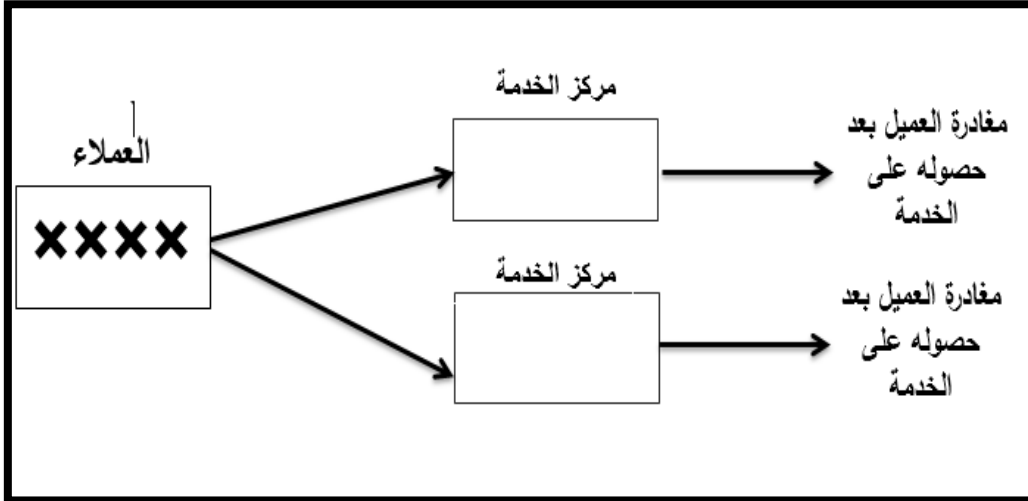 العملاء
××××
مركز الخدمة
مغادرة العميل بعد
حصوله على
الخدمة
مركز الخدمة
مغادرة العميل بعد
حصوله على
الخدمة